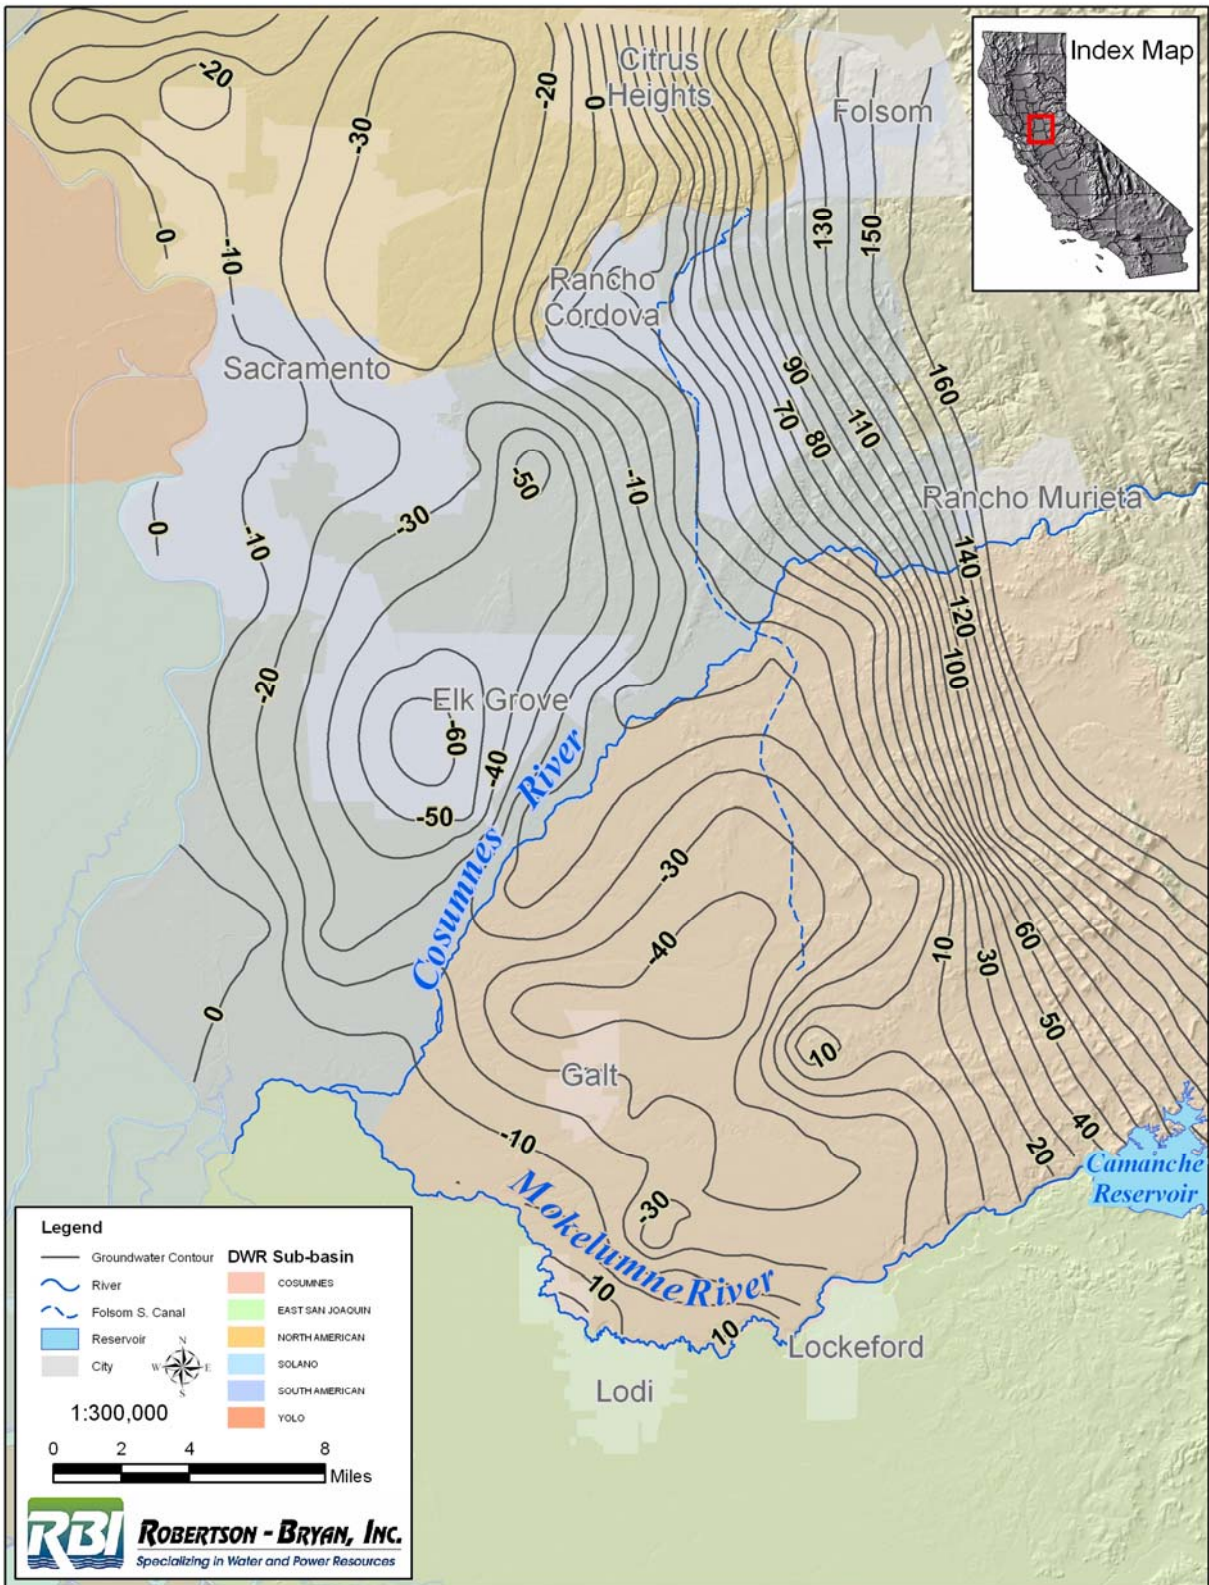 Index Map
Citrus
Heights
Folsom
-20
-20
0
-30
130
150
0
-10
Rancho
Cordova
Sacramento
90
160
70
80
110
-50
-10
Rancho Murieta
-30
0
-10
140
120
100
-20
Elk Grove
-60
-40
-50
Cosumnes River
-30
-40
10
30
60
0
50
10
Galt
-10
40
20
Camanche
Reservoir
-30
Mokelumne River
10
10
Lockeford
Lodi
Legend
Groundwater Contour
River
Folsom S. Canal
Reservoir
City
N
W E
S
DWR Sub-basin
COSUMNES
EAST SAN JOAQUIN
NORTH AMERICAN
SOLANO
SOUTH AMERICAN
YOLO
1:300,000
0 2 4 8
Miles
RBI
ROBERTSON - BRYAN, INC.
Specializing in Water and Power Resources